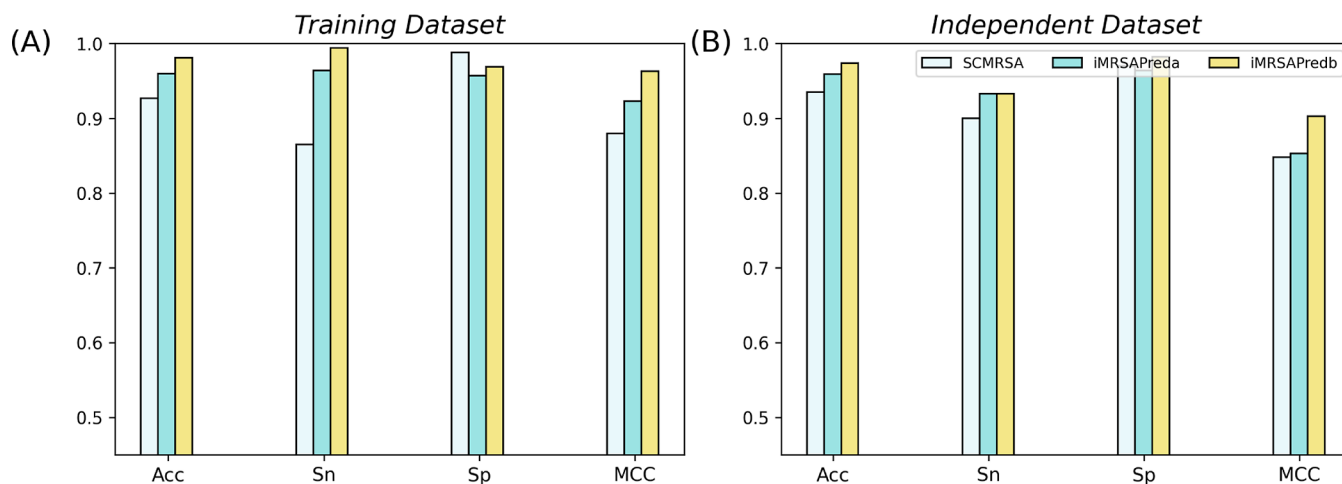 (A)
Training Dataset
1.0
0.9
0.8
0.7
0.6
0.5
Acc Sn Sp MCC
(B)
Independent Dataset
SCMRSA iMRSAPreda iMRSAPredb
1.0
0.9
0.8
0.7
0.6
0.5
Acc Sn Sp MCC